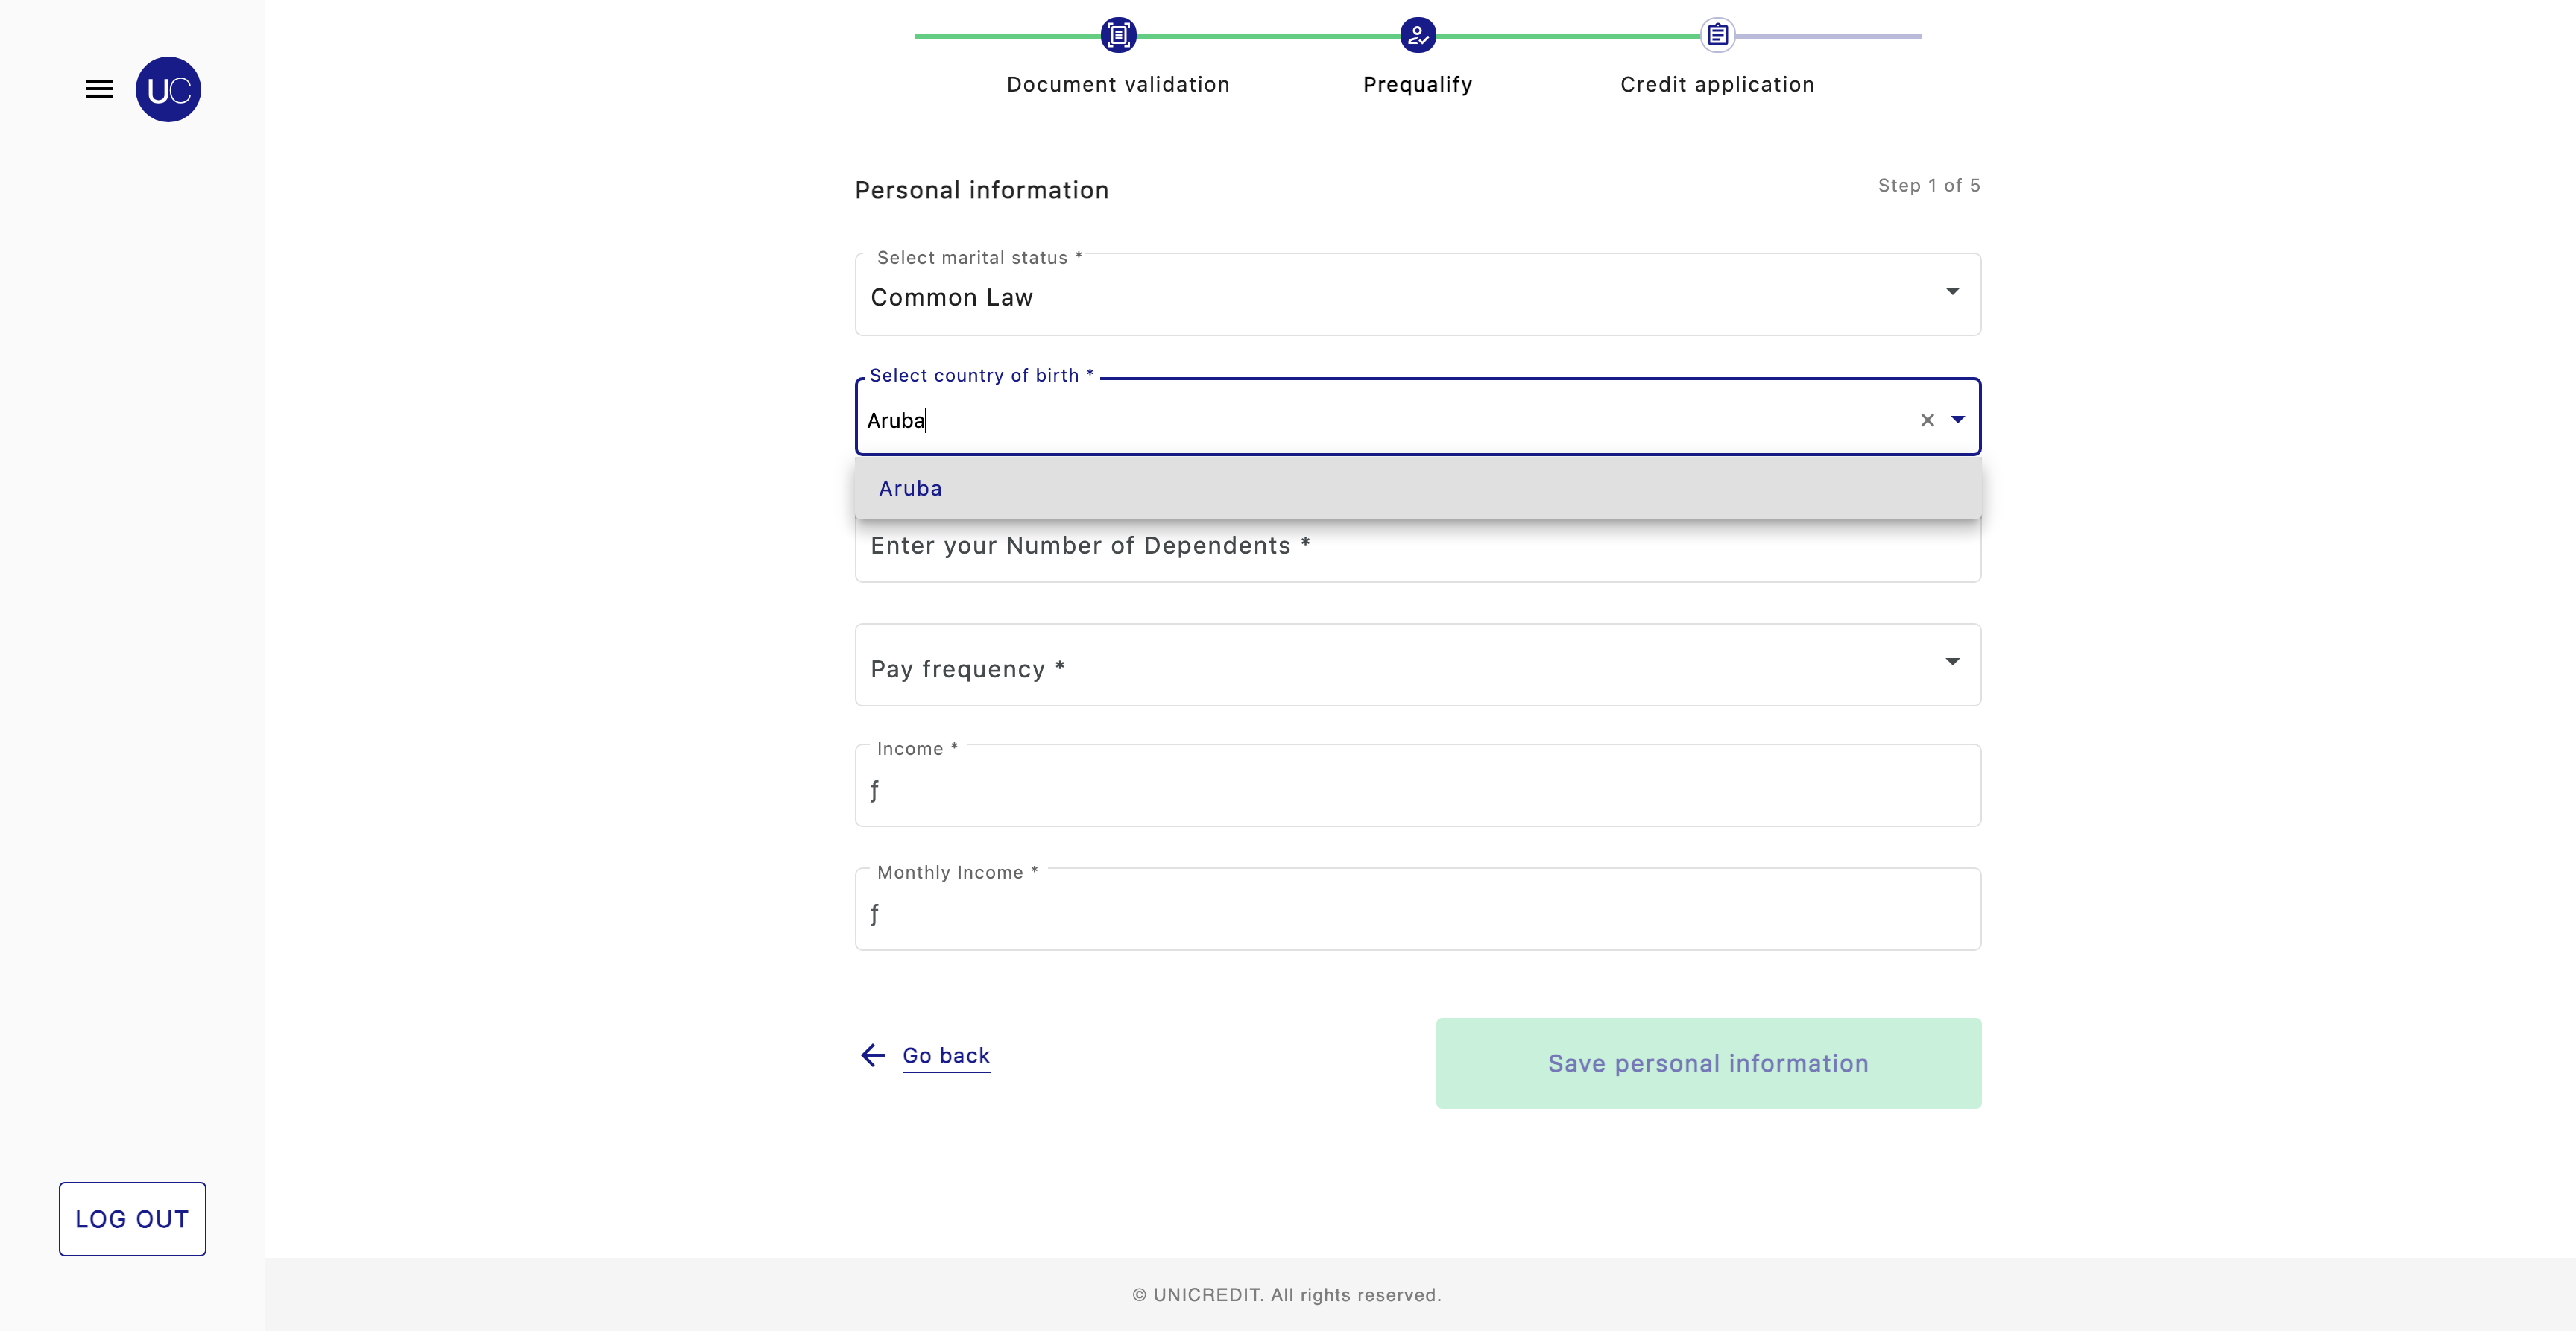 UC
Document validation
Prequalify
Credit application
Personal information
Step 1 of 5
Select marital status *
Common Law
Select country of birth *
Aruba
Aruba
Enter your Number of Dependents *
Pay frequency *
Income *
ƒ
Monthly Income *
ƒ
Go back
Save personal information
LOG OUT
© UNICREDIT. All rights reserved.